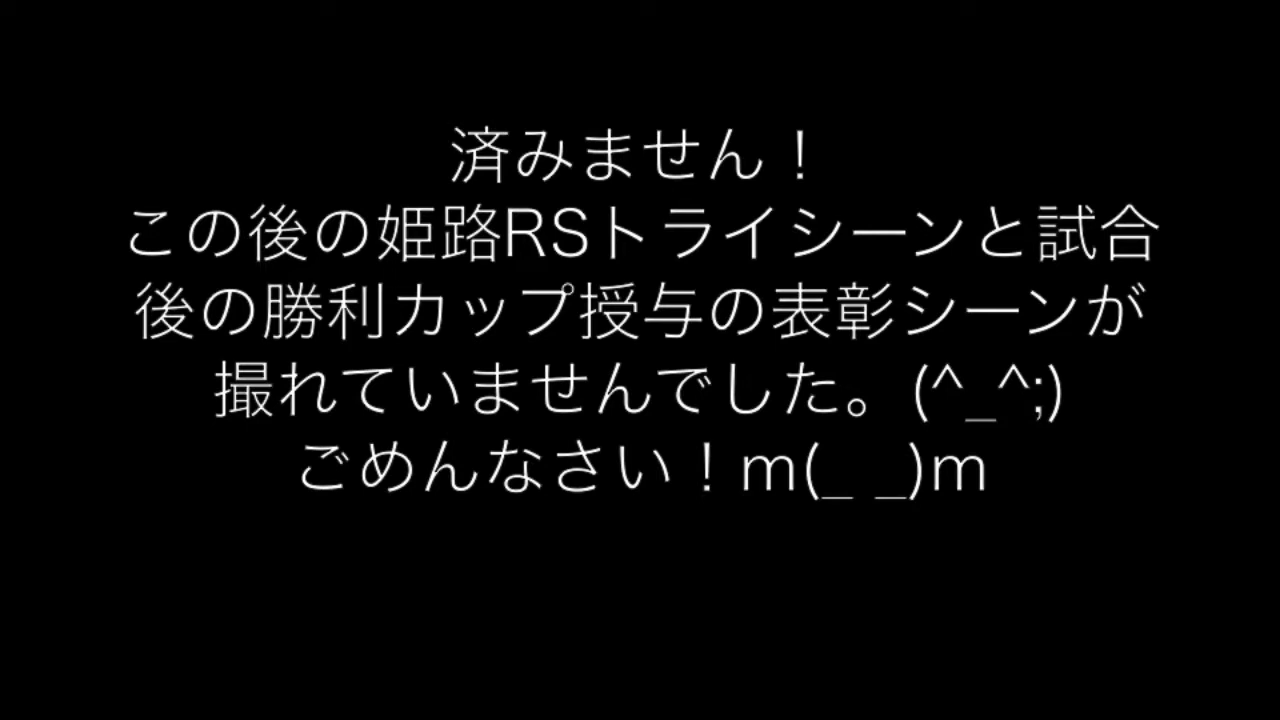 済みません！
この後の姫路RSトライシーンと試合
後の勝利カップ授与の表彰シーンが
撮れていませんでした。(^_^;)
ごめんなさい！m(_ _)m